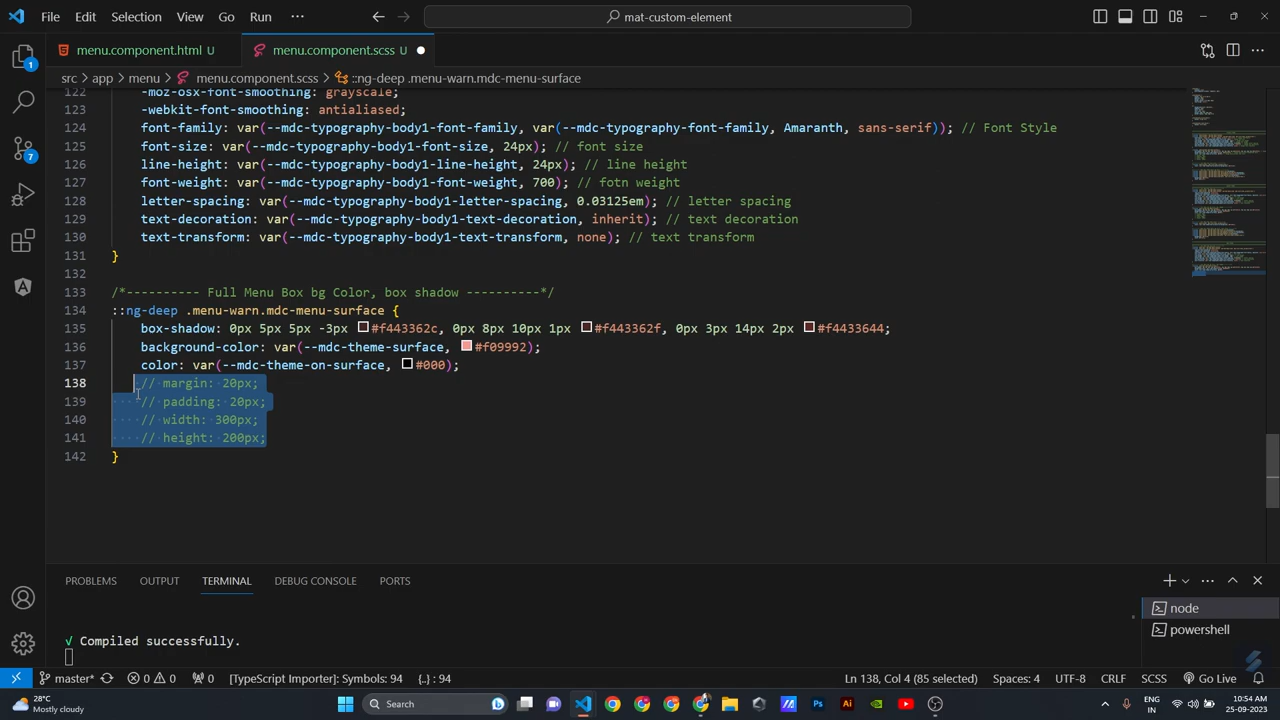 File Edit Selection View Go Run ··· mat-custom-element
menu.component.html U menu.component.scss U
src > app > menu > menu.component.scss > ::ng-deep .menu-warn.mdc-menu-surface
122 -moz-osx-font-smoothing: grayscale;
123 -webkit-font-smoothing: antialiased;
124 font-family: var(--mdc-typography-body1-font-family, var(--mdc-typography-font-family, Amaranth, sans-serif)); // Font Style
125 font-size: var(--mdc-typography-body1-font-size, 24px); // font size
126 line-height: var(--mdc-typography-body1-line-height, 24px); // line height
127 font-weight: var(--mdc-typography-body1-font-weight, 700); // fotn weight
128 letter-spacing: var(--mdc-typography-body1-letter-spacing, 0.03125em); // letter spacing
129 text-decoration: var(--mdc-typography-body1-text-decoration, inherit); // text decoration
130 text-transform: var(--mdc-typography-body1-text-transform, none); // text transform
131 }
132
133 /*---------- Full Menu Box bg Color, box shadow ---------*/
134 ::ng-deep .menu-warn.mdc-menu-surface {
135 box-shadow: 0px 5px 5px -3px #f443362c, 0px 8px 10px 1px #f443362f, 0px 3px 14px 2px #f4433644;
136 background-color: var(--mdc-theme-surface, #f09992);
137 color: var(--mdc-theme-on-surface, #000);
138 // margin: 20px;
139 // padding: 20px;
140 // width: 300px;
141 // height: 200px;
142 }
PROBLEMS OUTPUT TERMINAL DEBUG CONSOLE PORTS
node
powershell
√ Compiled successfully.
master* 0 0 0 [TypeScript Importer]: Symbols: 94 {..} : 94 Ln 138, Col 4 (85 selected) Spaces: 4 UTF-8 CRLF SCSS Go Live
28°C
Mostly cloudy
Search
ENG
IN
10:54 AM
25-09-2023
1
7